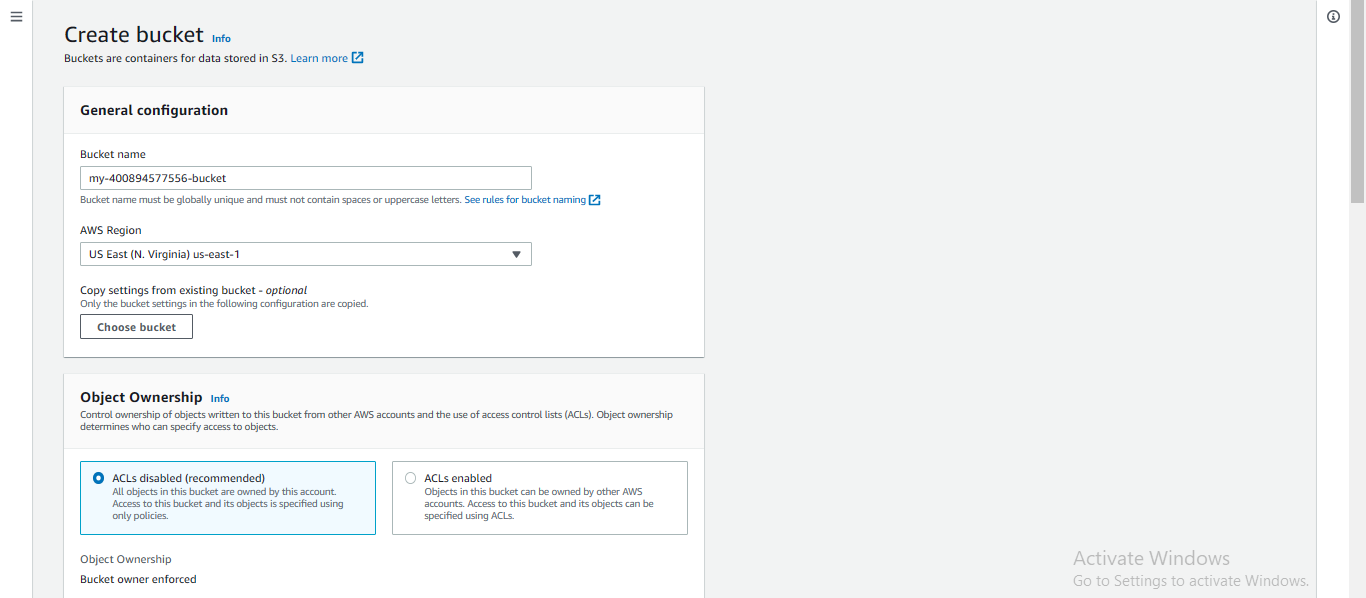 Create bucket Info
Buckets are containers for data stored in S3. Learn more
General configuration
Bucket name
my-400894577556-bucket
Bucket name must be globally unique and must not contain spaces or uppercase letters. See rules for bucket naming
AWS Region
US East (N. Virginia) us-east-1
Copy settings from existing bucket - optional
Only the bucket settings in the following configuration are copied.
Choose bucket
Object Ownership Info
Control ownership of objects written to this bucket from other AWS accounts and the use of access control lists (ACLs). Object ownership
determines who can specify access to objects.
ACLs disabled (recommended)
All objects in this bucket are owned by this account.
Access to this bucket and its objects is specified using
only policies.
ACLs enabled
Objects in this bucket can be owned by other AWS
accounts. Access to this bucket and its objects can be
specified using ACLs.
Object Ownership
Bucket owner enforced
Activate Windows
Go to Settings to activate Windows.